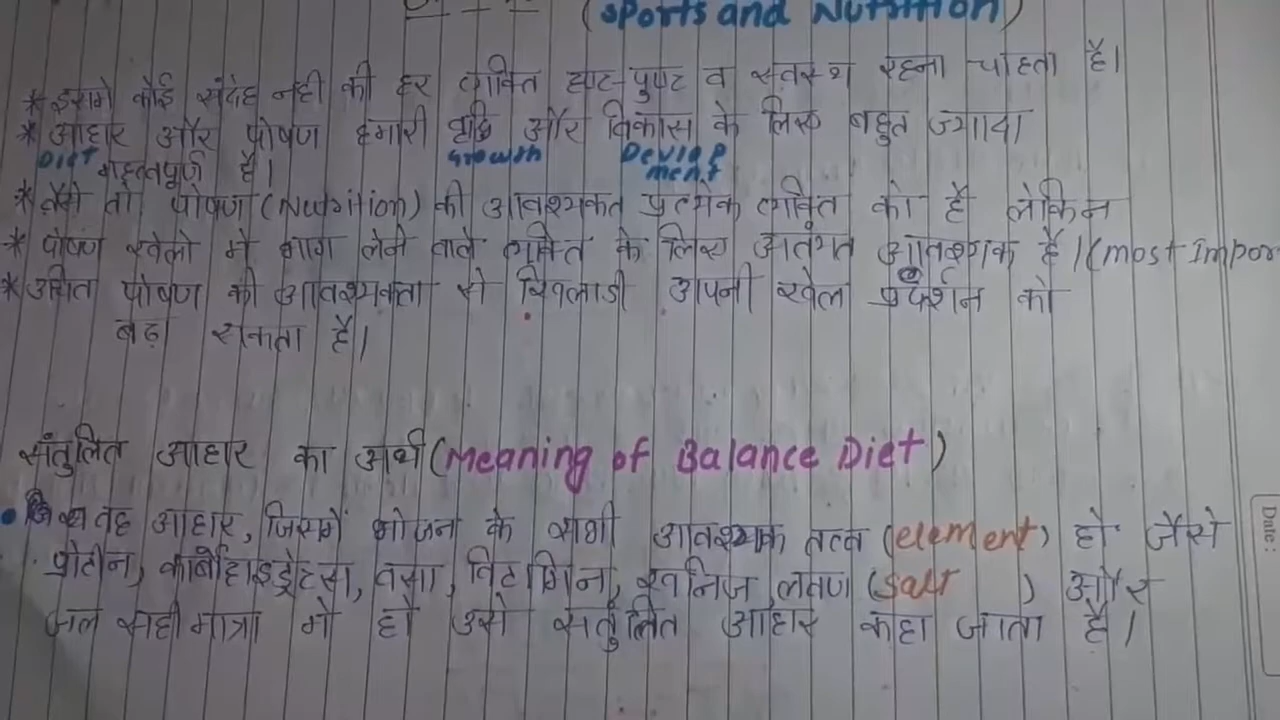 (Sports and Nutrition)
* इसमे कोई संदेह नही की हर व्यक्ति हाट-पुष्ट व स्वस्थ रहना चाहता है।
* आहार और पोषण हमारी वृद्धि और विकास के लिए बहुत ज्यादा
Diet Growth Devlopment
महत्वपूर्ण है।
* वैसे तो पोषण (Nutrition) की आवश्यकत प्रत्येक व्यक्ति को है लेकिन
* पोषण खेलो मे भाग लेने वाले व्यक्ति के लिए अत्यंत आवश्यक है।(most Impor
* उचित पोषण की आवश्यकता से खिलाडी अपनी खेल प्रदर्शन को
बढ़ा सकता है।
संतुलित आहार का अर्थ (Meaning of Balance Diet)
• वह आहार, जिसमें भोजन के सभी आवश्यक तत्व (element) हो जैसे
प्रोटीन, कार्बोहाइड्रेटस, वसा, विटामिन, खनिज लवण (Salt ) और
जल सही मात्रा मे हो उसे संतुलित आहार कहा जाता है।
Date: